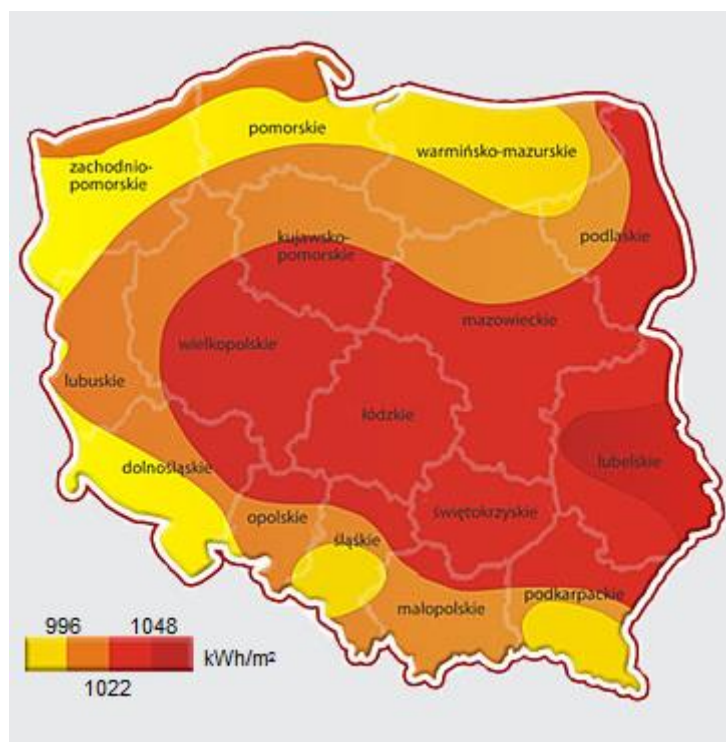 pomorskie
warmińsko-mazurskie
zachodnio-
pomorskie
kujawsko-
pomorskie
podlaskie
mazowieckie
wielkopolskie
lubuskie
łódzkie
dolnośląskie
lubelskie
opolskie
świętokrzyskie
śląskie
małopolskie
podkarpackie
996 1048
kWh/m²
1022